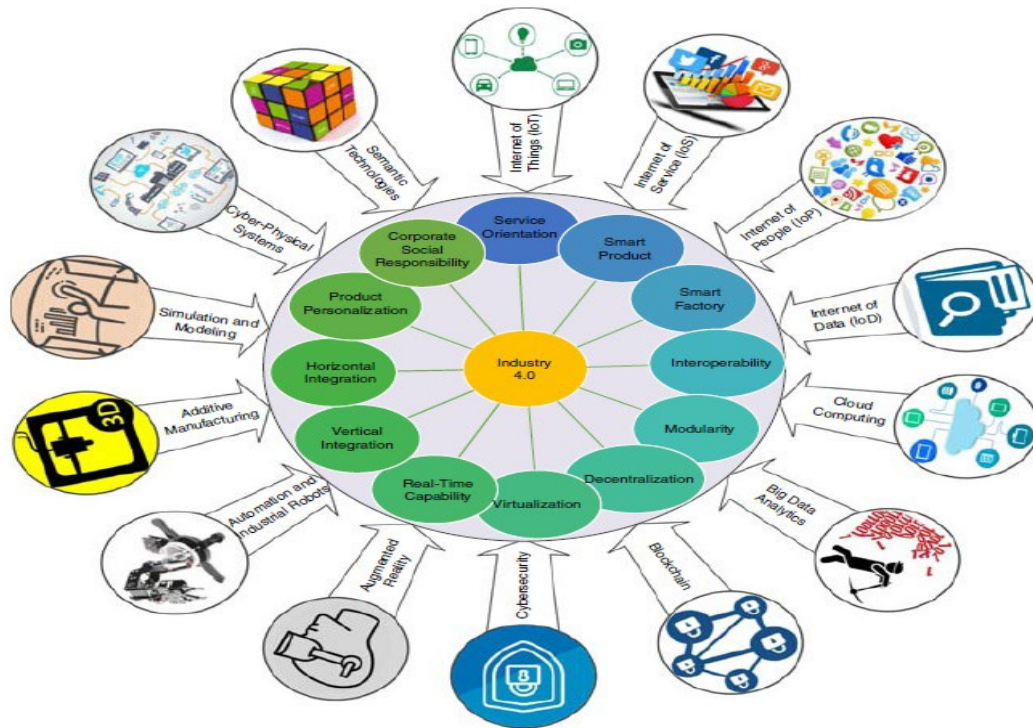 Internet of
Things (IoT)
Internet of
Service (IoS)
Internet of
People (IoP)
Internet of
Data (IoD)
Cloud
Computing
Big Data
Analytics
Blockchain
Cybersecurity
Augmented
Reality
Automation and
Industrial Robots
Additive
Manufacturing
3D
Simulation and
Modeling
Cyber-Physical
Systems
Semantic
Technologies
Service
Orientation
Smart
Product
Smart
Factory
Interoperability
Modularity
Decentralization
Virtualization
Real-Time
Capability
Vertical
Integration
Horizontal
Integration
Product
Personalization
Corporate
Social
Responsibility
Industry
4.0